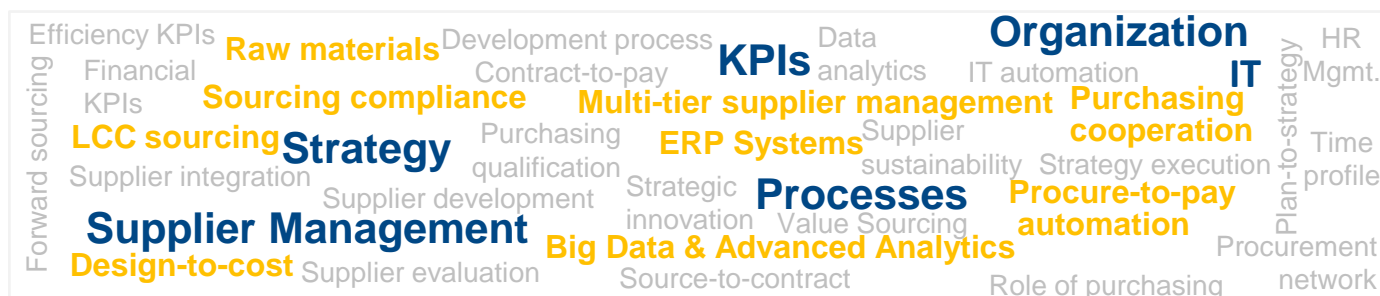 Efficiency KPIs
Raw materials
Development process
KPIs
Data
analytics
Organization
HR
Mgmt.
Forward sourcing
Financial
KPIs
Contract-to-pay
IT automation
IT
Plan-to-strategy
Sourcing compliance
Multi-tier supplier management
Purchasing
cooperation
LCC sourcing
Strategy
Purchasing
qualification
ERP Systems
Supplier
sustainability
Strategy execution
Time
profile
Supplier integration
Supplier development
Strategic
innovation
Processes
Procure-to-pay
automation
Supplier Management
Value Sourcing
Big Data & Advanced Analytics
Procurement
network
Design-to-cost
Supplier evaluation
Source-to-contract
Role of purchasing